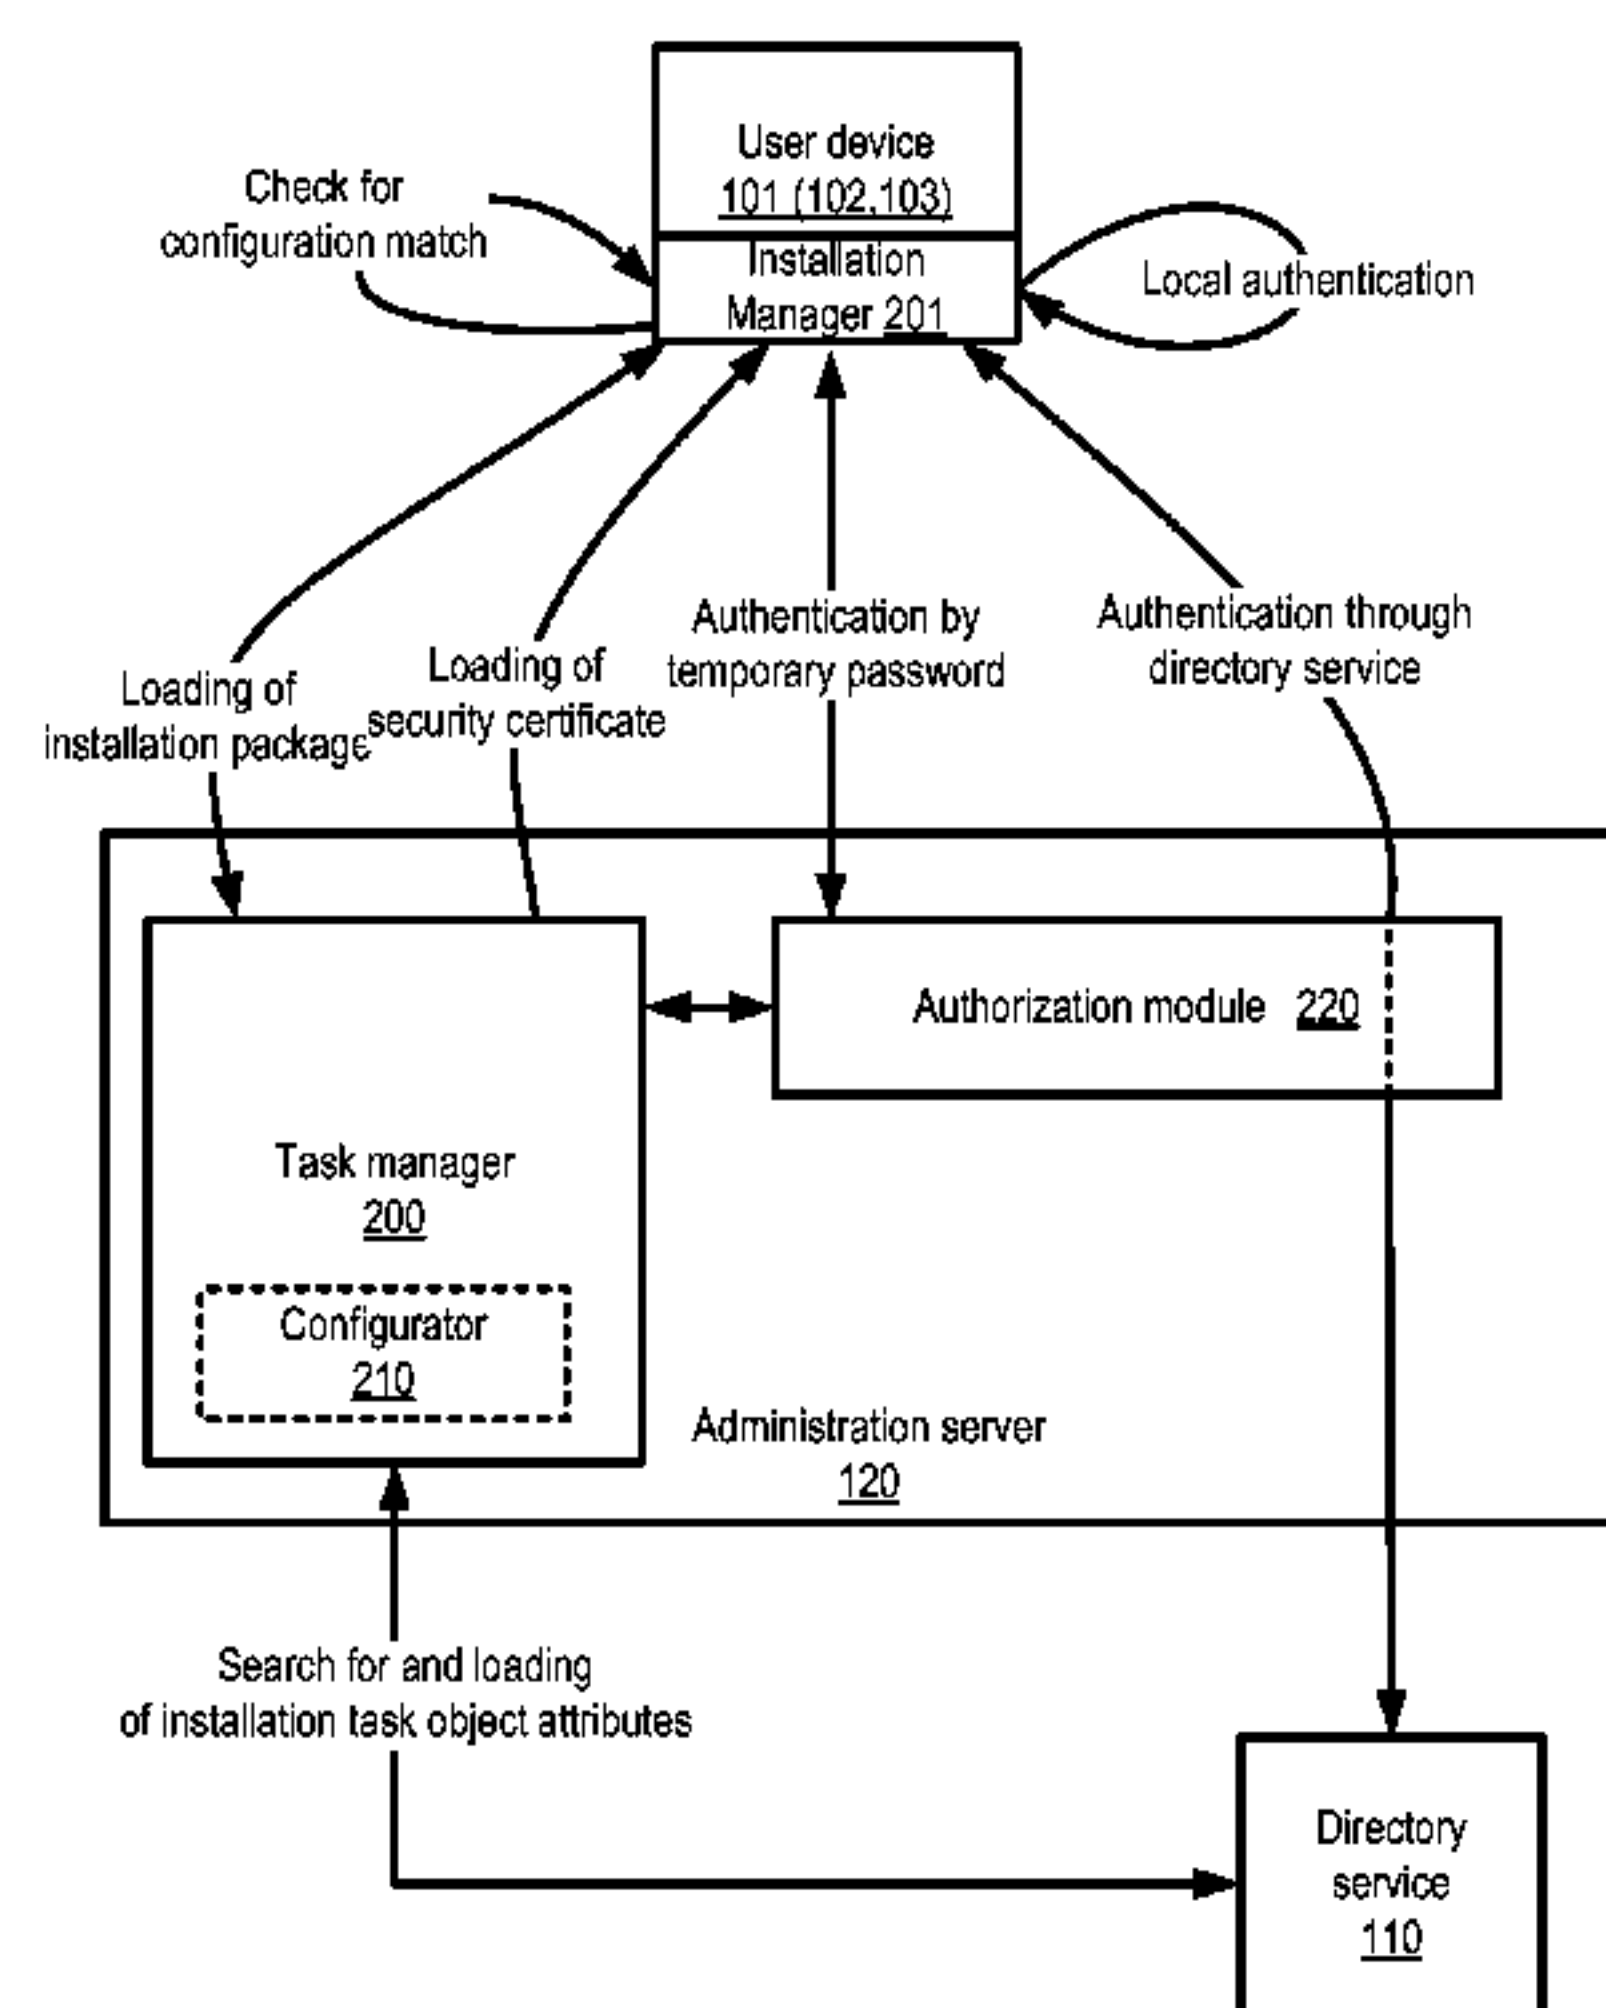 User device
101 (102,103)
Installation
Manager 201
Check for
configuration match
Local authentication
Loading of
installation package
Loading of
security certificate
Authentication by
temporary password
Authentication through
directory service
Task manager
200
Configurator
210
Authorization module 220
Administration server
120
Search for and loading
of installation task object attributes
Directory
service
110